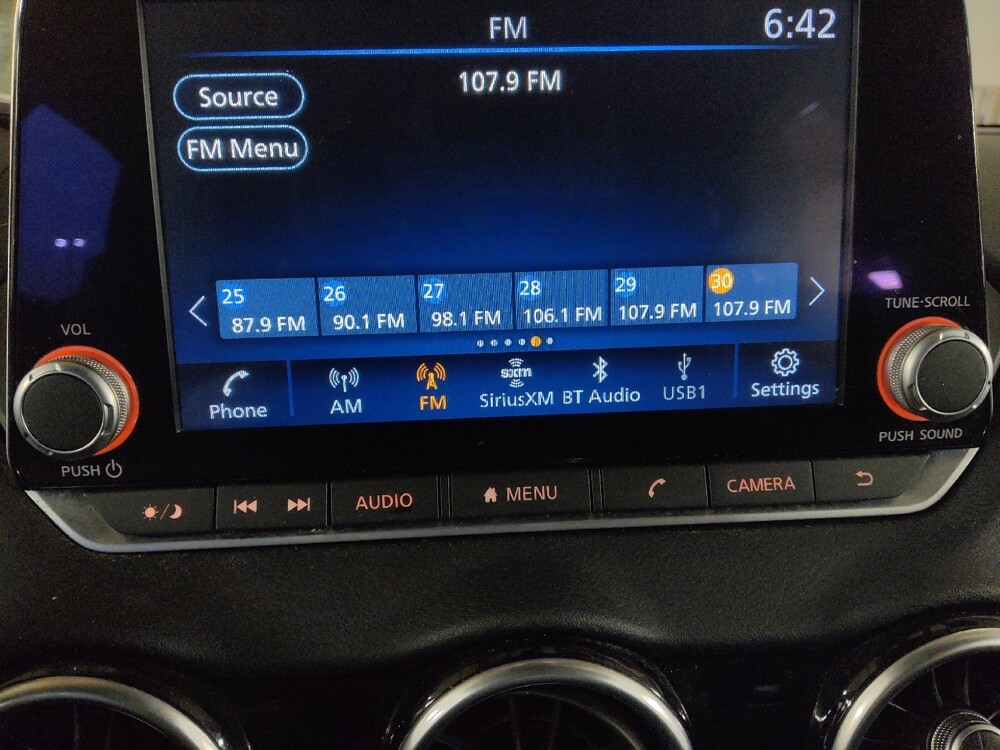 FM
6:42
107.9 FM
Source
FM Menu
25
87.9 FM
26
90.1 FM
27
98.1 FM
28
106.1 FM
29
107.9 FM
30
107.9 FM
VOL
PUSH
TUNE·SCROLL
PUSH SOUND
Phone
AM
FM
sxm
SiriusXM
BT Audio
USB1
Settings
AUDIO
MENU
CAMERA